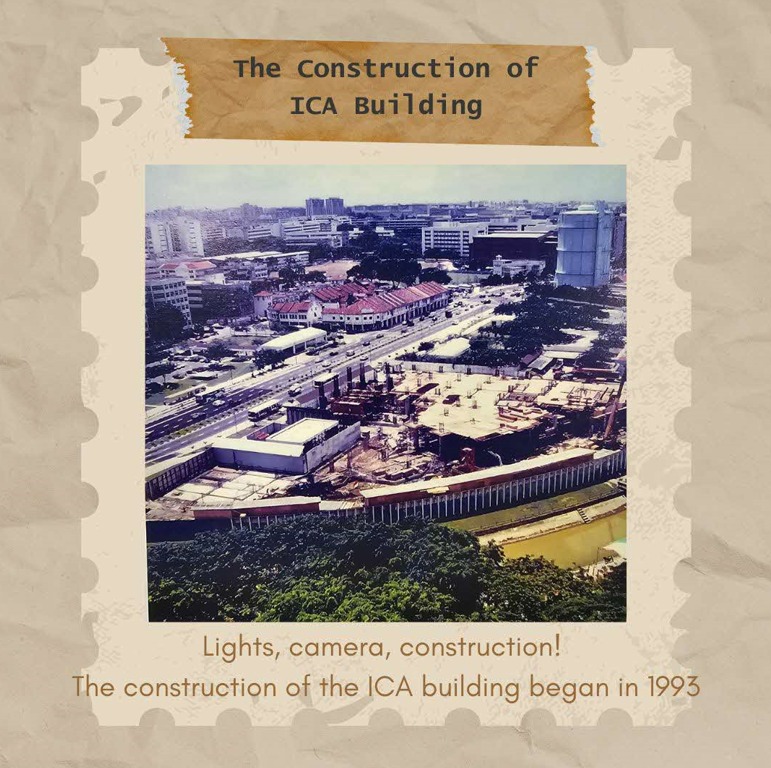 The Construction of
ICA Building
Lights, camera, construction!
The construction of the ICA building began in 1993